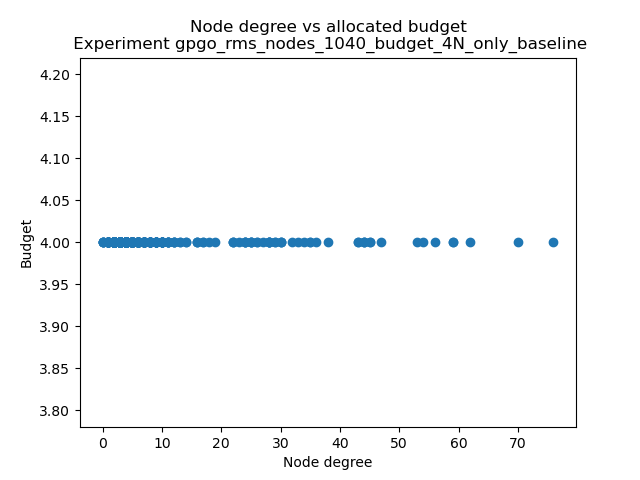 Node degree vs allocated budget
Experiment gpgo_rms_nodes_1040_budget_4N_only_baseline
4.20
4.15
4.10
4.05
4.00
3.95
3.90
3.85
3.80
Budget
0 10 20 30 40 50 60 70
Node degree